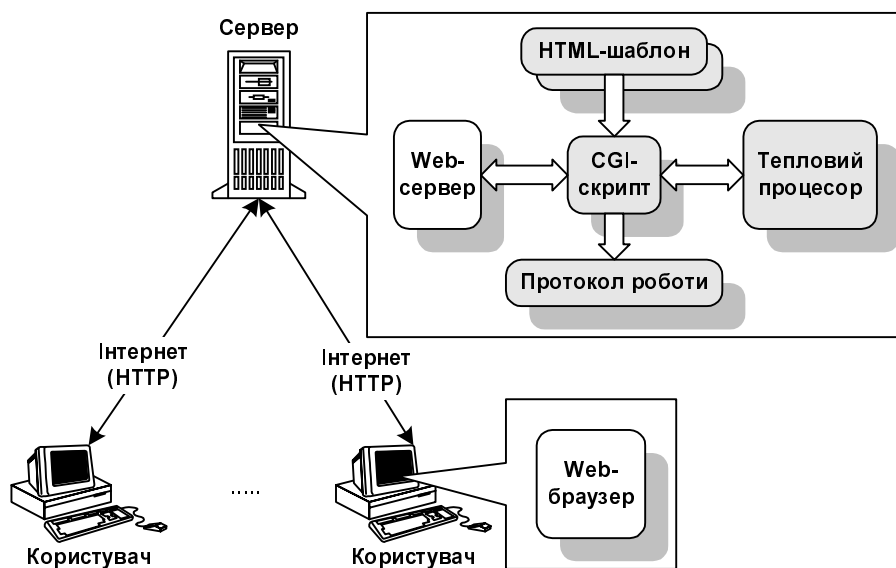 Сервер
HTML-шаблон
Web-
сервер
CGI-
скрипт
Тепловий
процесор
Протокол роботи
Інтернет
(HTTP)
Інтернет
(HTTP)
Web-
браузер
.....
Користувач
Користувач